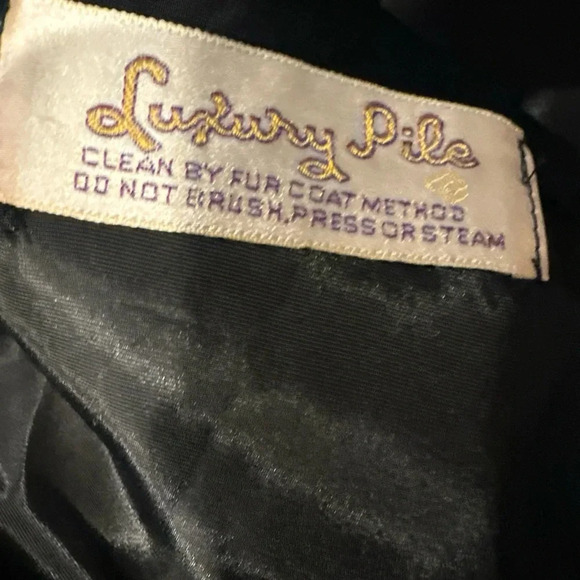 Luxury Pile
CLEAN BY FUR COAT METHOD
DO NOT BRUSH, PRESS OR STEAM